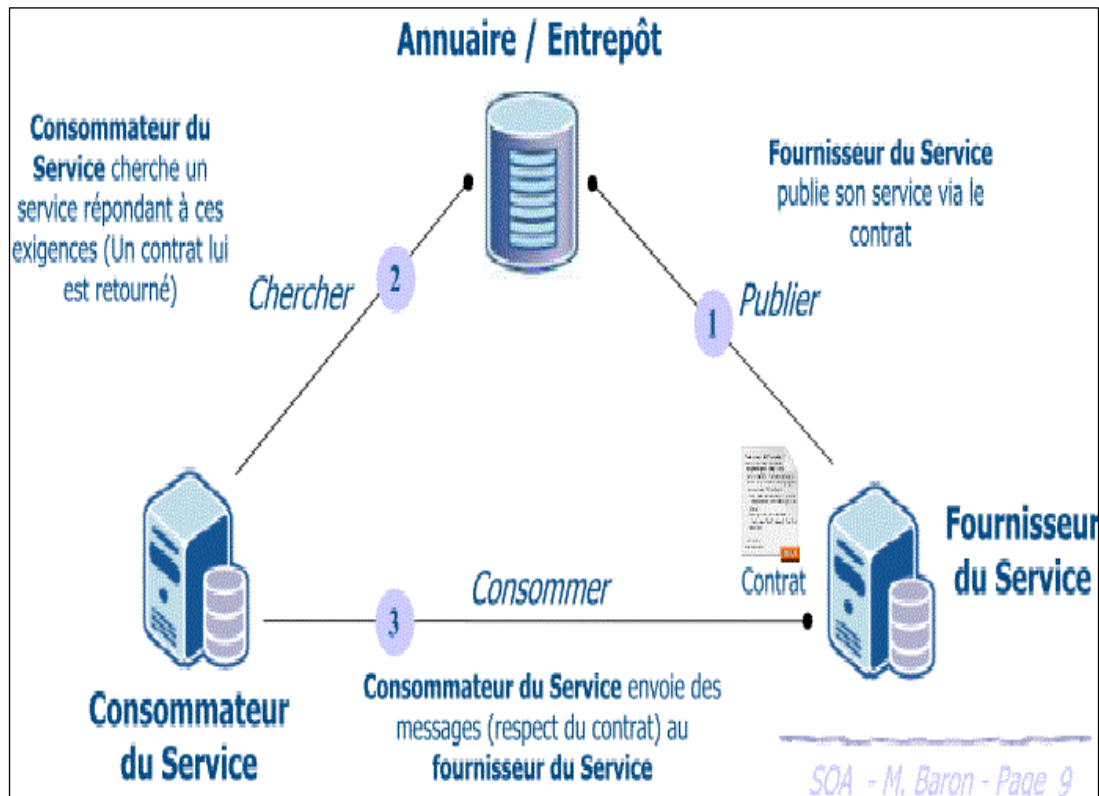 Annuaire / Entrepôt
Consommateur du
Service cherche un
service répondant à ces
exigences (Un contrat lui
est retourné)
Fournisseur du Service
publie son service via le
contrat
2
Chercher
1
Publier
Contrat
Fournisseur
du Service
Consommer
3
Consommateur
du Service
Consommateur du Service envoie des
messages (respect du contrat) au
fournisseur du Service
SOA - M. Baron - Page 9